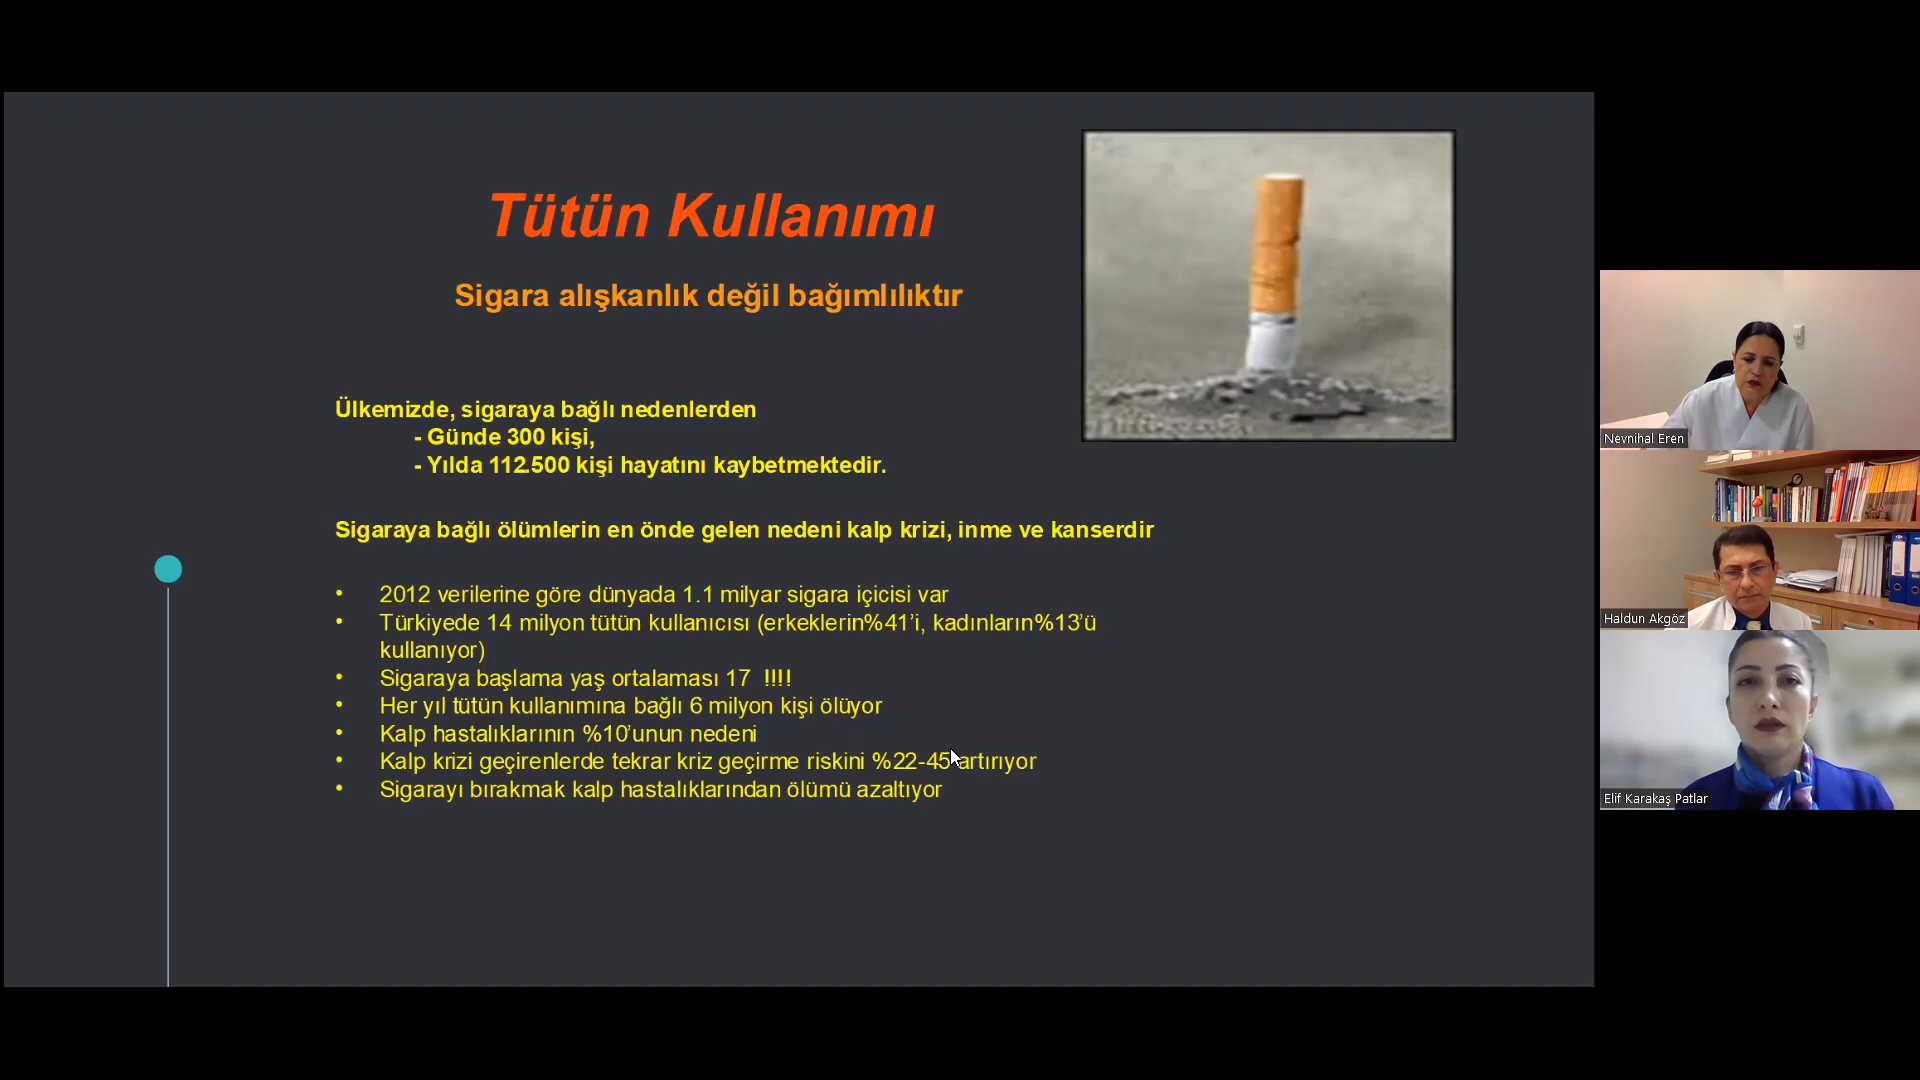 Tütün Kullanımı
Sigara alışkanlık değil bağımlılıktır
Ülkemizde, sigaraya bağlı nedenlerden
- Günde 300 kişi,
- Yılda 112.500 kişi hayatını kaybetmektedir.
Sigaraya bağlı ölümlerin en önde gelen nedeni kalp krizi, inme ve kanserdir
• 2012 verilerine göre dünyada 1.1 milyar sigara içicisi var
• Türkiyede 14 milyon tütün kullanıcısı (erkeklerin%41’i, kadınların%13’ü
kullanıyor)
• Sigaraya başlama yaş ortalaması 17 !!!!
• Her yıl tütün kullanımına bağlı 6 milyon kişi ölüyor
• Kalp hastalıklarının %10’unun nedeni
• Kalp krizi geçirenlerde tekrar kriz geçirme riskini %22-45 artırıyor
• Sigarayı bırakmak kalp hastalıklarından ölümü azaltıyor
Nevnihal Eren
Haldun Akgöz
Elif Karakaş Patlar